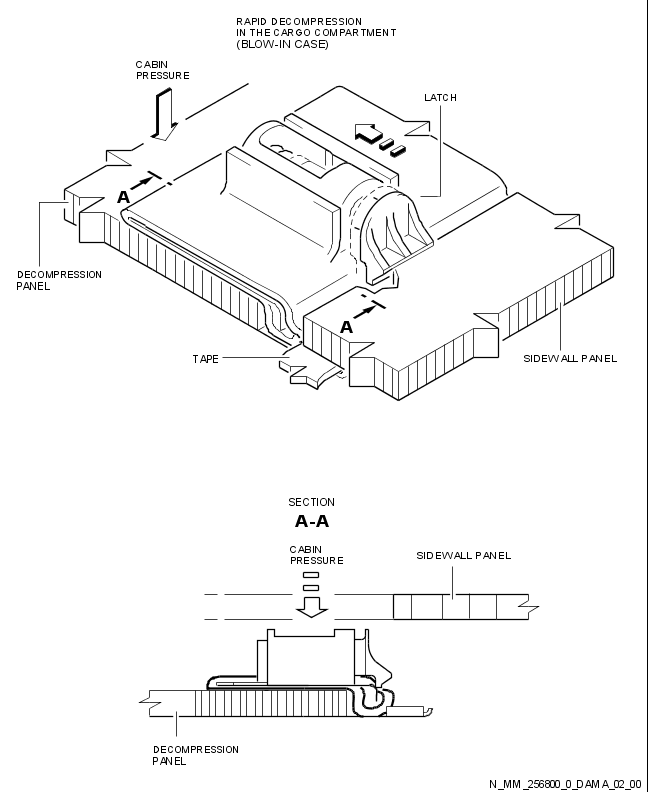 RAPID DECOMPRESSION
IN THE CARGO COMPARTMENT
(BLOW-IN CASE)
CABIN
PRESSURE
LATCH
A
DECOMPRESSION
PANEL
A
TAPE
SIDEWALL PANEL
SECTION
A-A
CABIN
PRESSURE
SIDEWALL PANEL
DECOMPRESSION
PANEL
N_MM_256800_0_DAMA_02_00